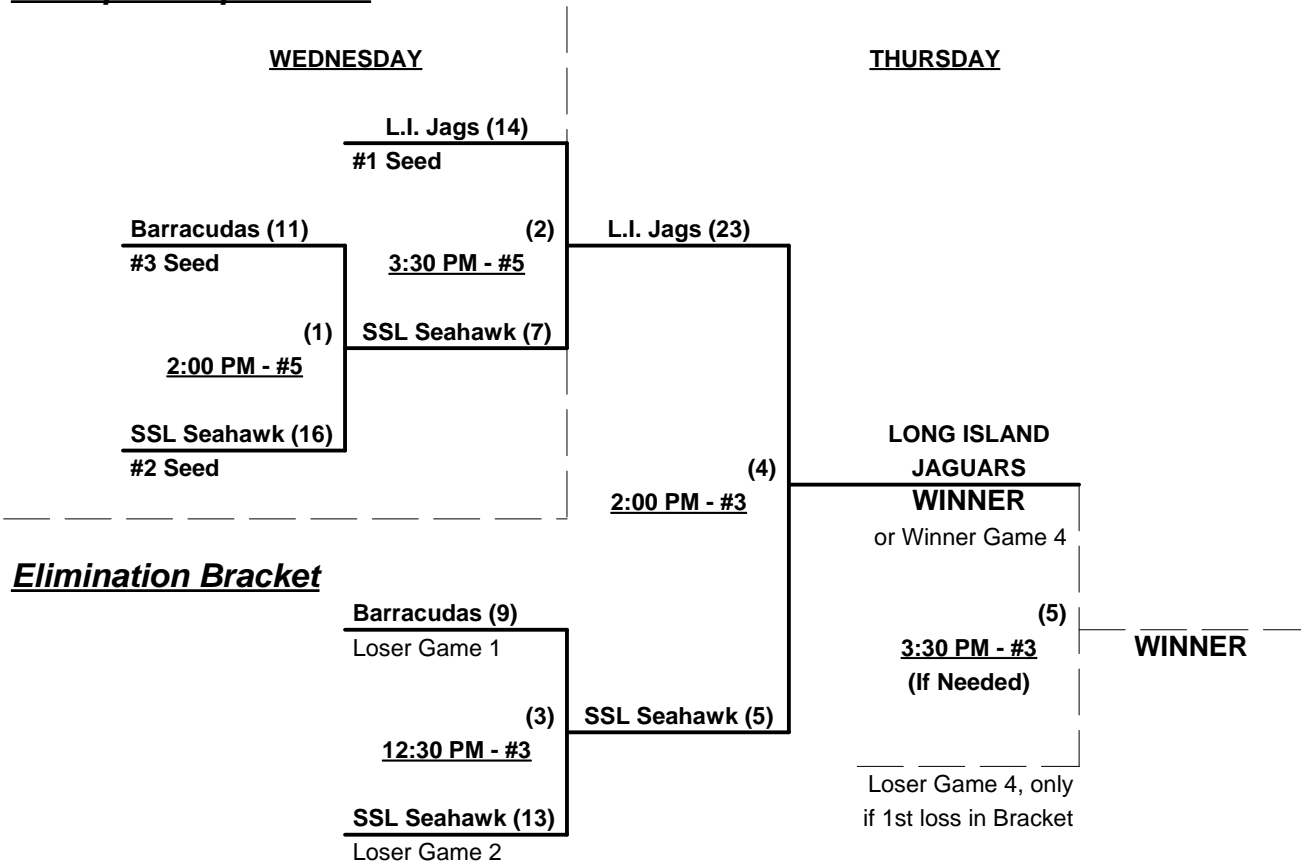 WEDNESDAY
THURSDAY
L.I. Jags (14)
#1 Seed
Barracudas (11)
#3 Seed
(2)
3:30 PM - #5
L.I. Jags (23)
(1)
2:00 PM - #5
SSL Seahawk (7)
SSL Seahawk (16)
#2 Seed
(4)
2:00 PM - #3
LONG ISLAND
JAGUARS
WINNER
or Winner Game 4
Elimination Bracket
Barracudas (9)
Loser Game 1
(3)
12:30 PM - #3
SSL Seahawk (5)
(5)
3:30 PM - #3
(If Needed)
WINNER
SSL Seahawk (13)
Loser Game 2
Loser Game 4, only
if 1st loss in Bracket